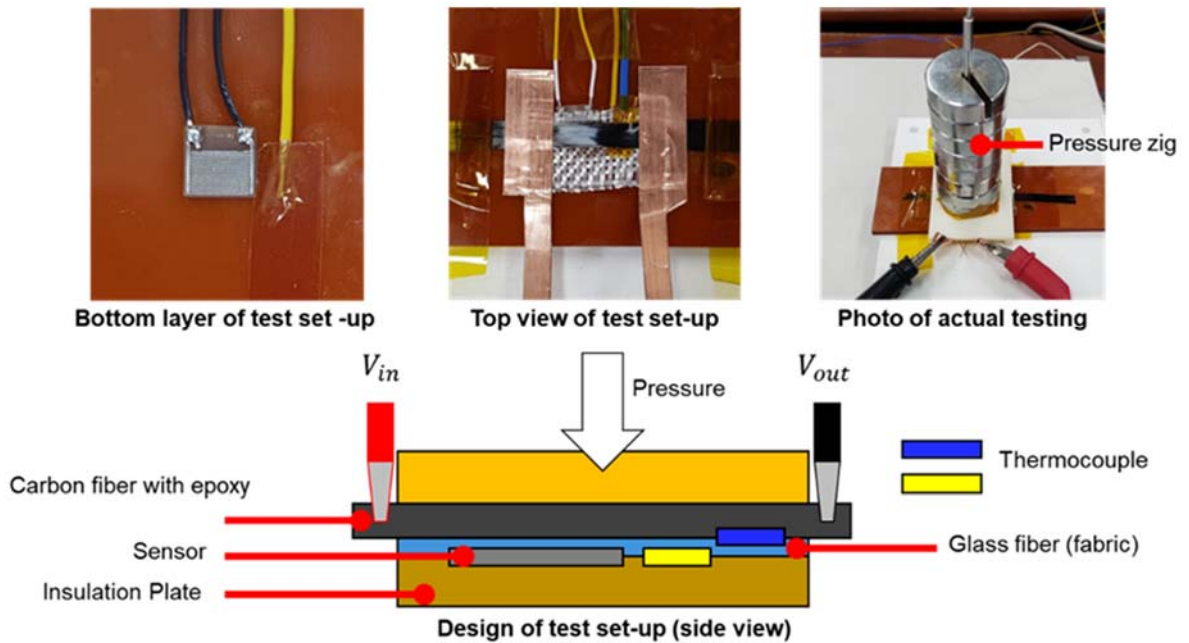 Pressure zig
Bottom layer of test set -up
Top view of test set-up
Photo of actual testing
V_in
V_out
Pressure
Thermocouple
Carbon fiber with epoxy
Sensor
Glass fiber (fabric)
Insulation Plate
Design of test set-up (side view)